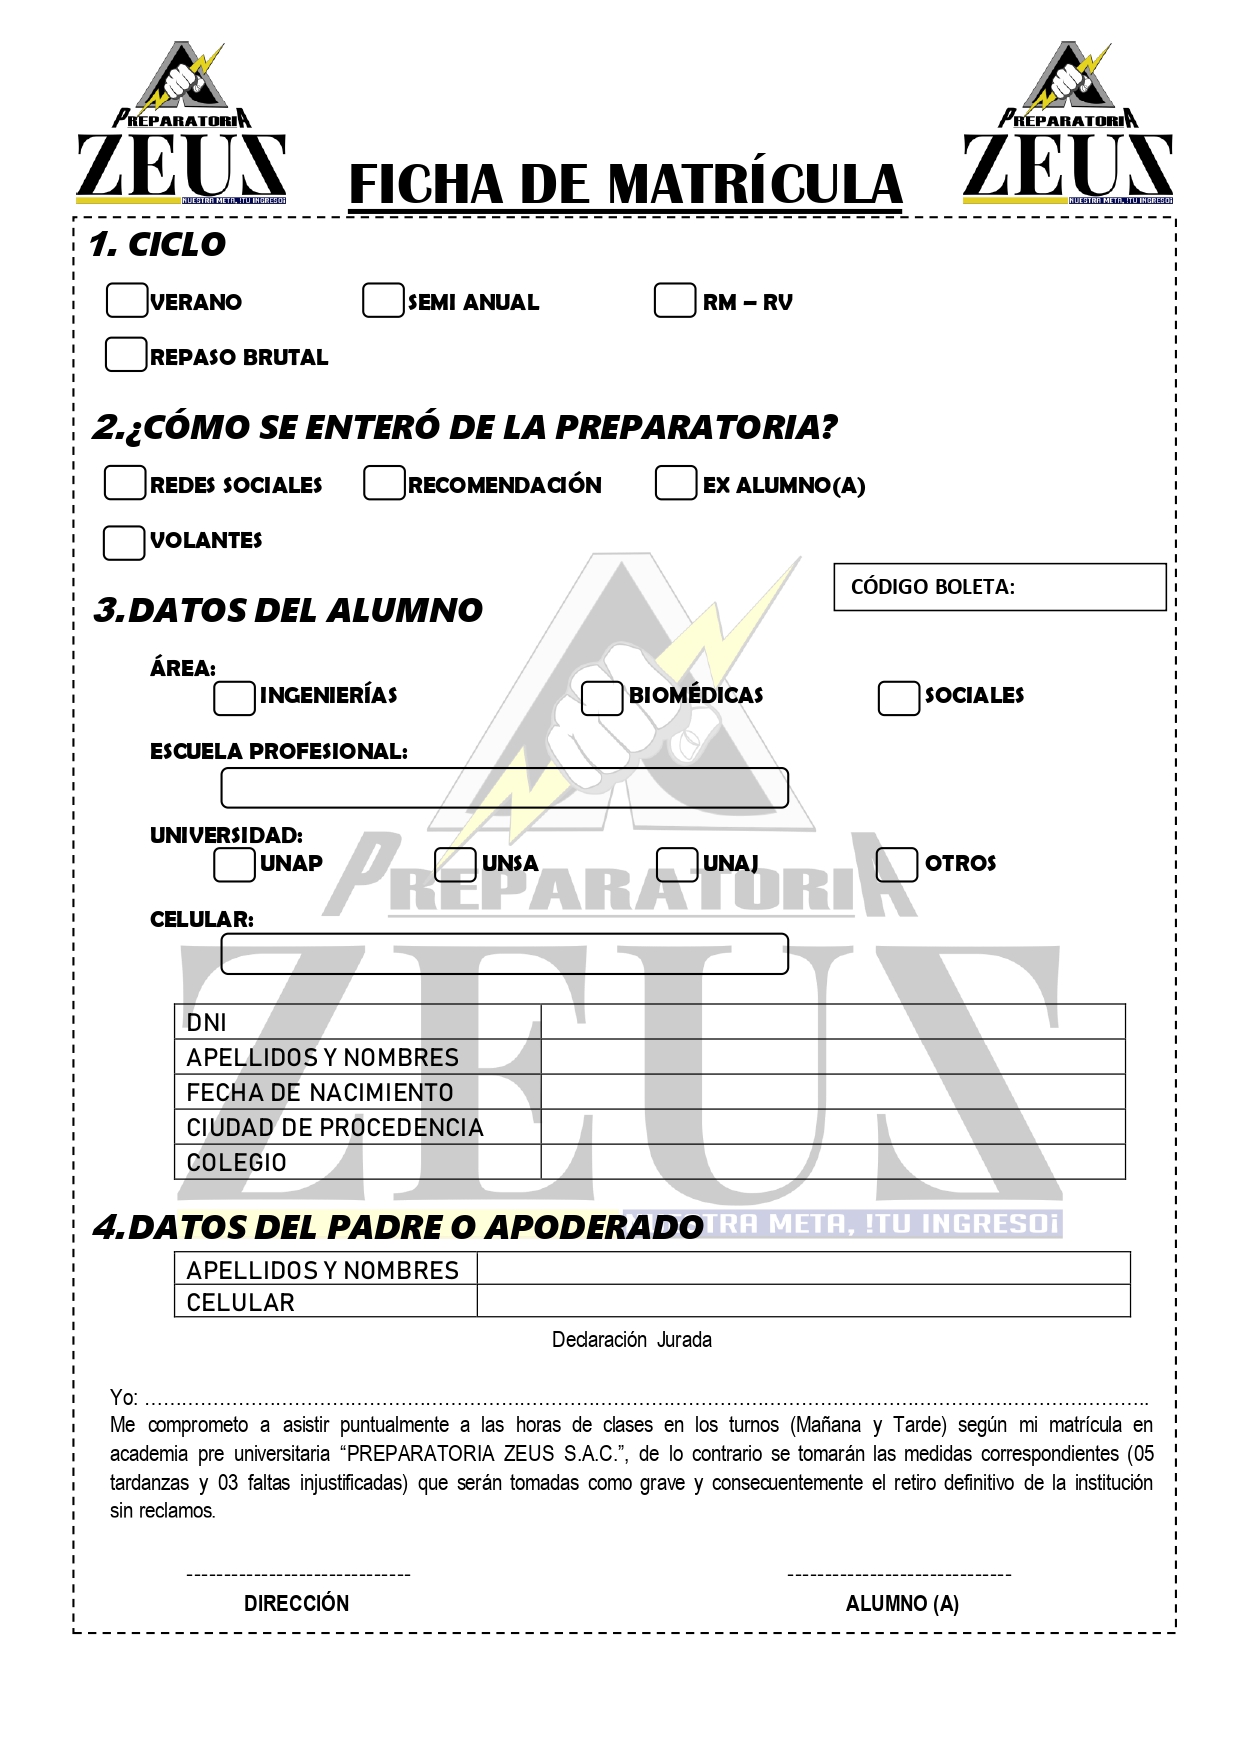 PREPARATORIA
ZEUS
NUESTRA META, !TU INGRESO¡
PREPARATORIA
ZEUS
NUESTRA META, !TU INGRESO¡
FICHA DE MATRÍCULA
1. CICLO
VERANO SEMI ANUAL RM – RV
REPASO BRUTAL
2.¿CÓMO SE ENTERÓ DE LA PREPARATORIA?
REDES SOCIALES RECOMENDACIÓN EX ALUMNO(A)
VOLANTES
CÓDIGO BOLETA:
3.DATOS DEL ALUMNO
ÁREA:
INGENIERÍAS BIOMÉDICAS SOCIALES
ESCUELA PROFESIONAL:
UNIVERSIDAD:
UNAP UNSA UNAJ OTROS
PREPARATORIA
CELULAR:
ZEUS
DNI
APELLIDOS Y NOMBRES
FECHA DE NACIMIENTO
CIUDAD DE PROCEDENCIA
COLEGIO
4.DATOS DEL PADRE O APODERADO
META, !TU INGRESO¡
APELLIDOS Y NOMBRES
CELULAR
Declaración Jurada
Yo: ……………………………………………………………………………………………………………………..
Me comprometo a asistir puntualmente a las horas de clases en los turnos (Mañana y Tarde) según mi matrícula en
academia pre universitaria “PREPARATORIA ZEUS S.A.C.”, de lo contrario se tomarán las medidas correspondientes (05
tardanzas y 03 faltas injustificadas) que serán tomadas como grave y consecuentemente el retiro definitivo de la institución
sin reclamos.
------------------------------ ------------------------------
DIRECCIÓN ALUMNO (A)